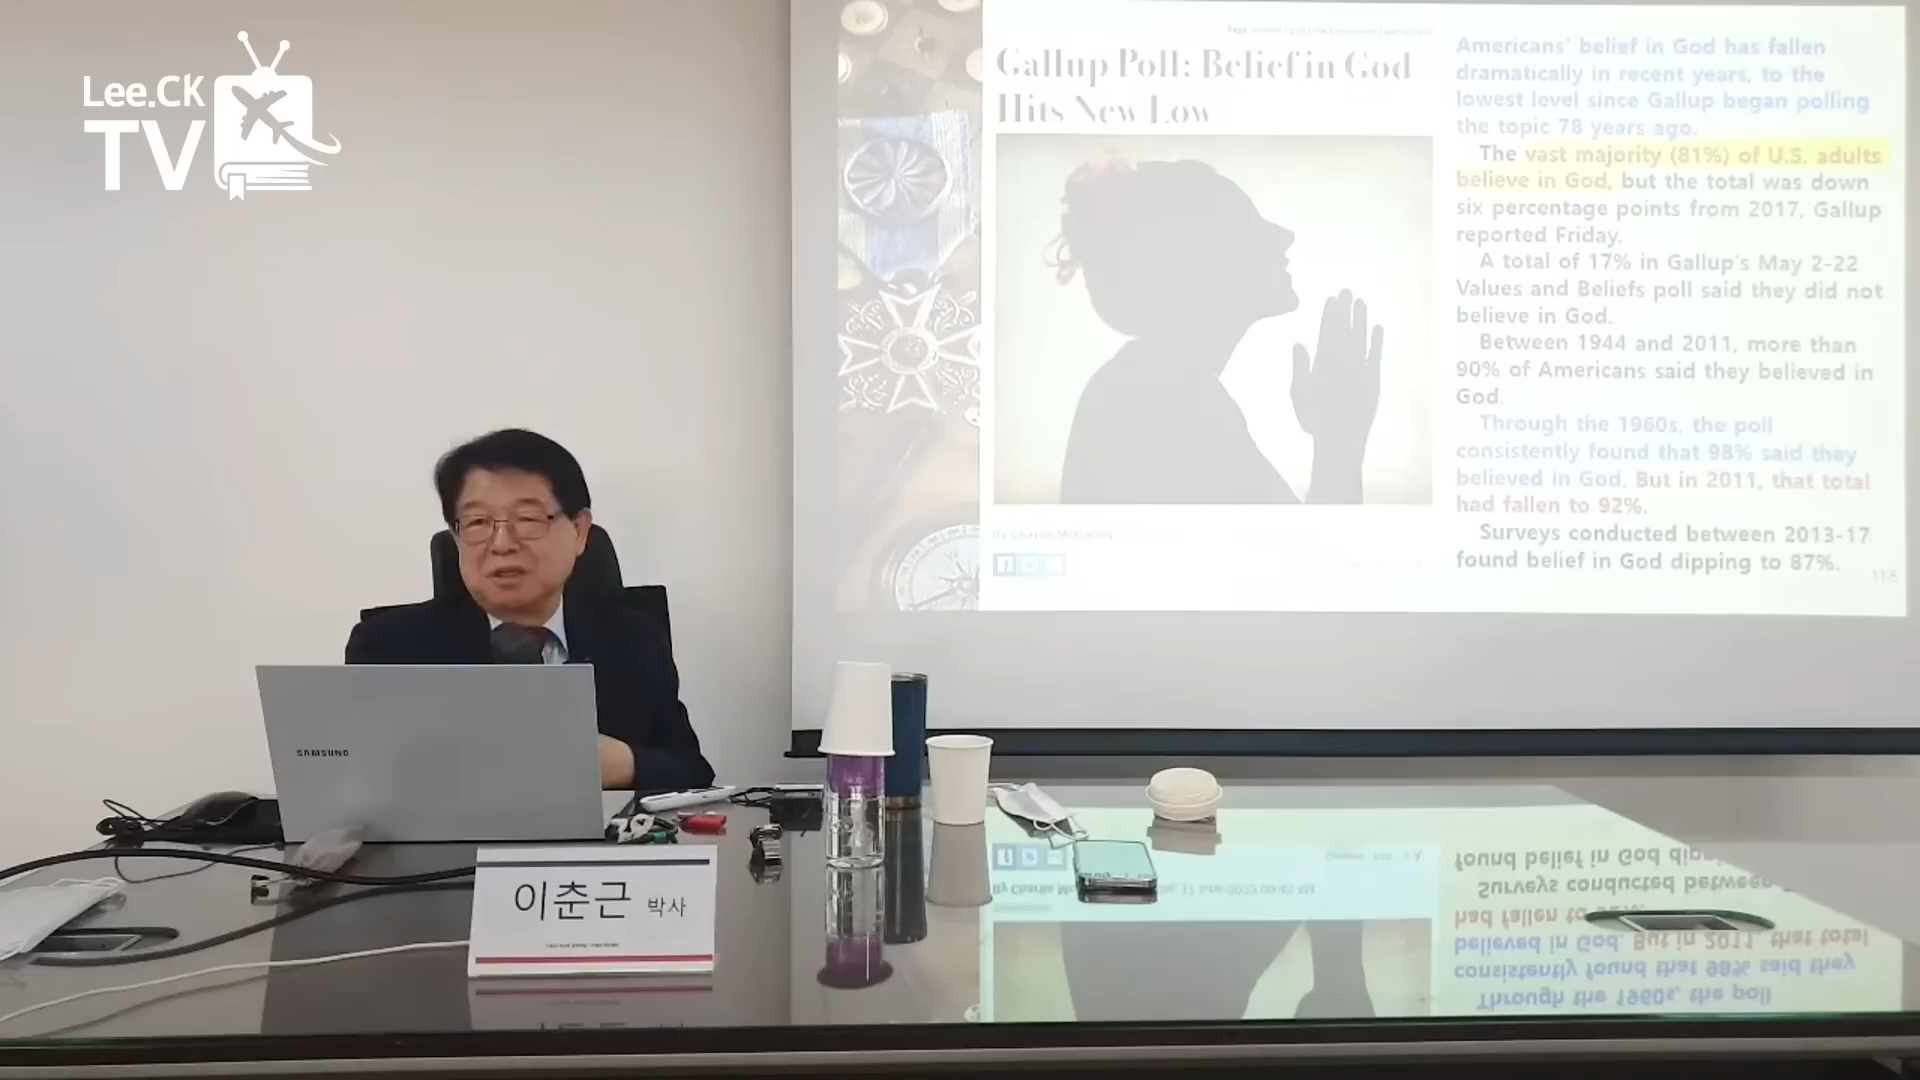 Lee.CK
TV
Gallup Poll: Belief in God
Hits New Low
By Charlie McCarthy
Americans' belief in God has fallen
dramatically in recent years, to the
lowest level since Gallup began polling
the topic 78 years ago.
The vast majority (81%) of U.S. adults
believe in God, but the total was down
six percentage points from 2017, Gallup
reported Friday.
A total of 17% in Gallup's May 2-22
Values and Beliefs poll said they did not
believe in God.
Between 1944 and 2011, more than
90% of Americans said they believed in
God.
Through the 1960s, the poll
consistently found that 98% said they
believed in God. But in 2011, that total
had fallen to 92%.
Surveys conducted between 2013-17
found belief in God dipping to 87%.
118
SAMSUNG
이춘근 박사